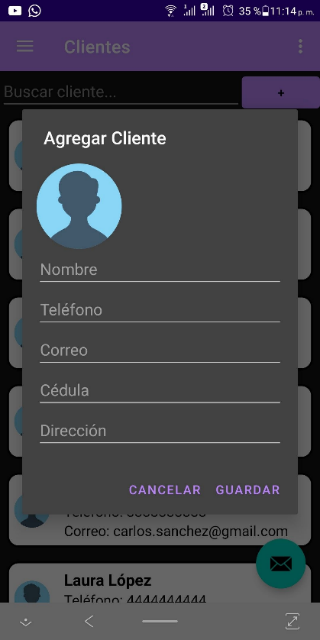 35 % 11:14 p. m.
Clientes
Buscar cliente...
+
Agregar Cliente
Nombre
Teléfono
Correo
Cédula
Dirección
CANCELAR GUARDAR
Correo: carlos.sanchez@gmail.com
Laura López
Teléfono: 4444444444